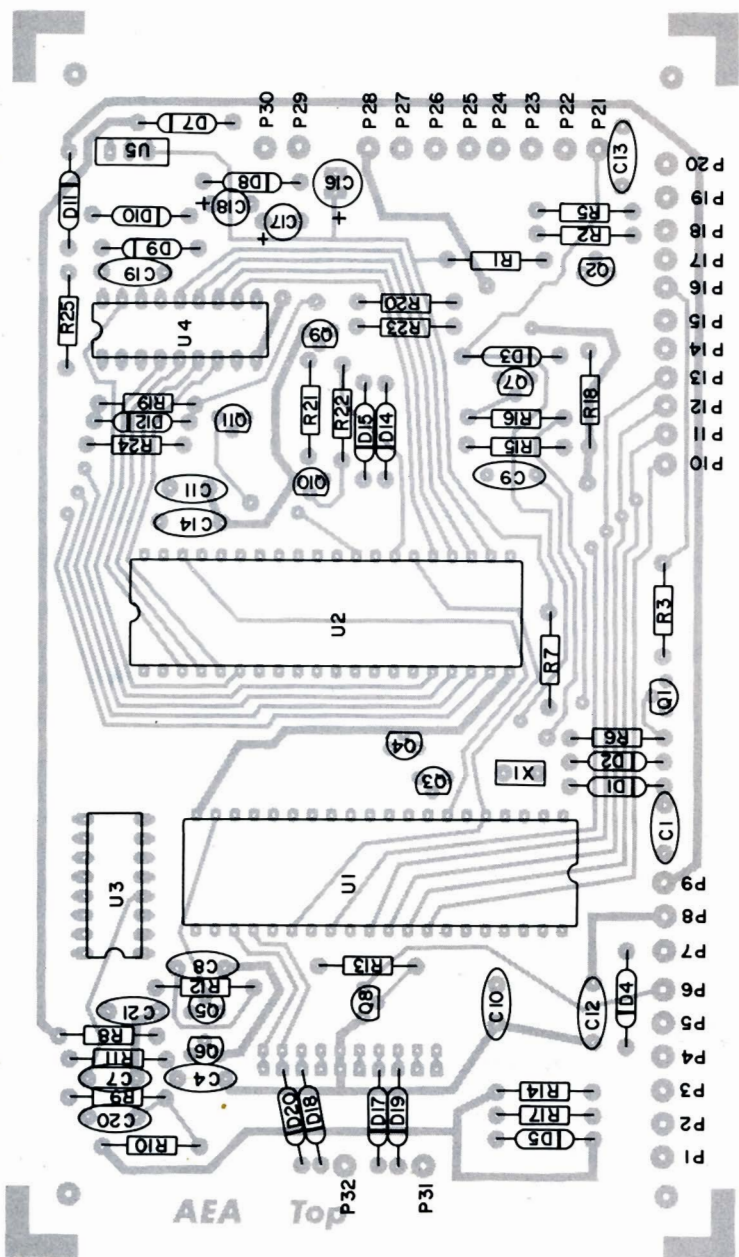 P30
P29
P28
P27
P26
P25
P24
P23
P22
P21
D7
U5
C13
P20
D11
D8
C16
P19
D10
C18
+
+
C17
+
R5
P18
R2
D9
P17
C19
R1
Q2
P16
R25
U4
R20
R23
P15
Q9
D3
P14
Q7
P13
R19
R21
R22
R18
P12
D12
Q11
D15
D14
R16
P11
R24
R15
P10
C11
Q10
C9
C14
U2
R3
R7
Q1
Q4
R6
D2
Q3
X1
D1
C1
U3
U1
P9
P8
P7
C8
R13
R12
P6
C21
Q5
Q8
C10
C12
D4
P5
R8
Q6
R11
P4
C7
C4
R9
R14
P3
C20
D20
D18
D17
D19
R17
P2
R10
D5
P1
P32
P31
AEA Top